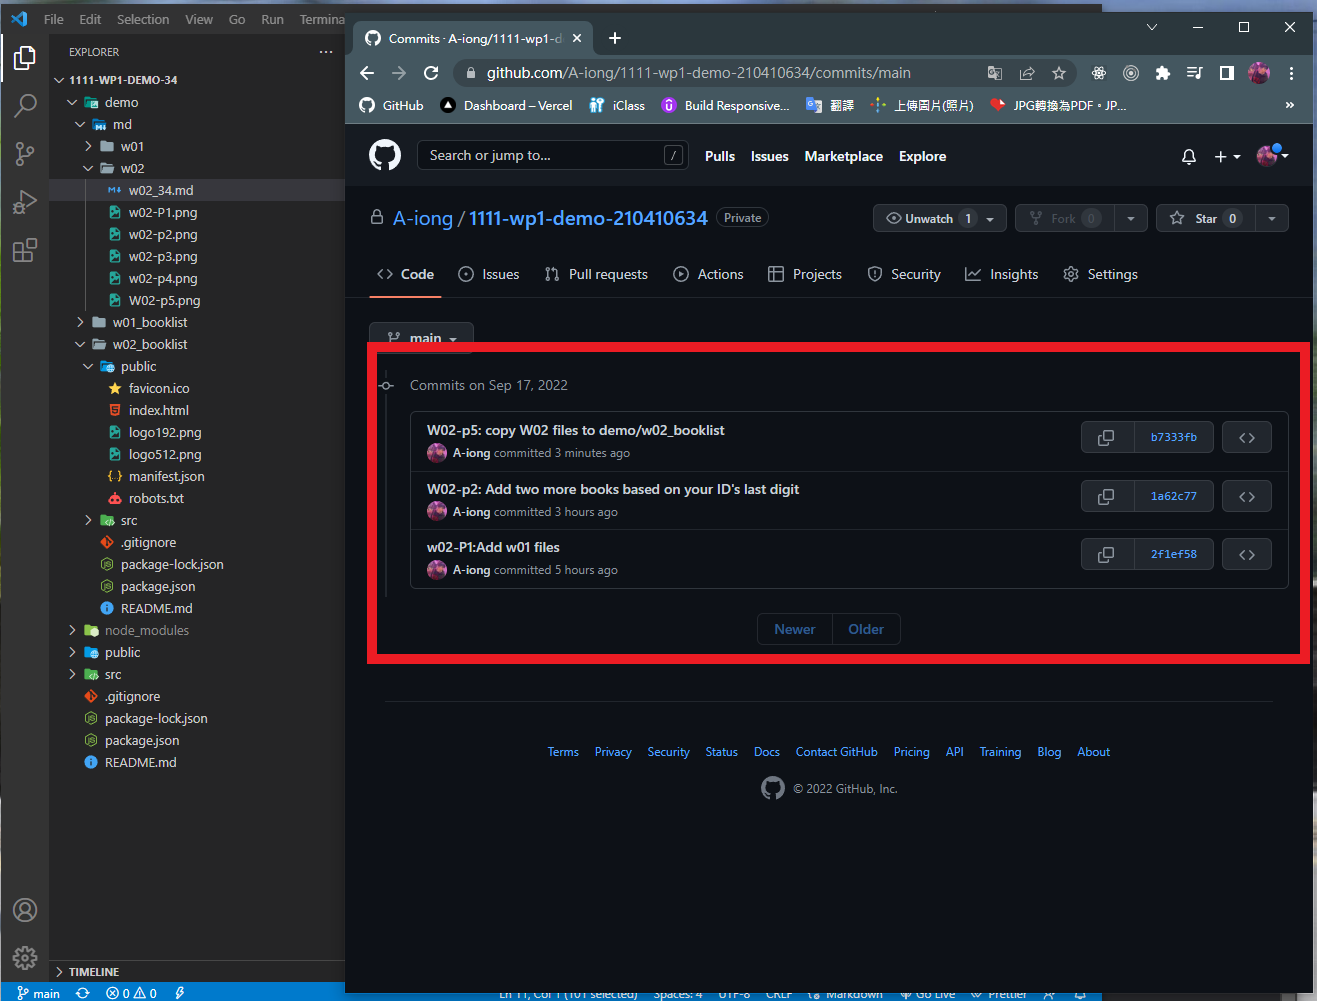 File Edit Selection View Go Run Termina
EXPLORER
1111-WP1-DEMO-34
demo
md
w01
w02
w02_34.md
w02-P1.png
w02-p2.png
w02-p3.png
w02-p4.png
W02-p5.png
w01_booklist
w02_booklist
public
favicon.ico
index.html
logo192.png
logo512.png
manifest.json
robots.txt
src
.gitignore
package-lock.json
package.json
README.md
node_modules
public
src
.gitignore
package-lock.json
package.json
README.md
TIMELINE
main 0 0
Commits · A-iong/1111-wp1-d
github.com/A-iong/1111-wp1-demo-210410634/commits/main
GitHub Dashboard – Vercel iClass Build Responsive... 翻譯 上傳圖片(照片) JPG轉換為PDF。JP...
Search or jump to... / Pulls Issues Marketplace Explore
A-iong / 1111-wp1-demo-210410634 Private Unwatch 1 Fork 0 Star 0
Code Issues Pull requests Actions Projects Security Insights Settings
main
Commits on Sep 17, 2022
W02-p5: copy W02 files to demo/w02_booklist
A-iong committed 3 minutes ago
b7333fb
W02-p2: Add two more books based on your ID's last digit
A-iong committed 3 hours ago
1a62c77
w02-P1:Add w01 files
A-iong committed 5 hours ago
2f1ef58
Newer Older
Terms Privacy Security Status Docs Contact GitHub Pricing API Training Blog About
© 2022 GitHub, Inc.
Ln 11, Col 1 (101 selected) Spaces: 4 UTF-8 CRLF Markdown Go Live Prettier